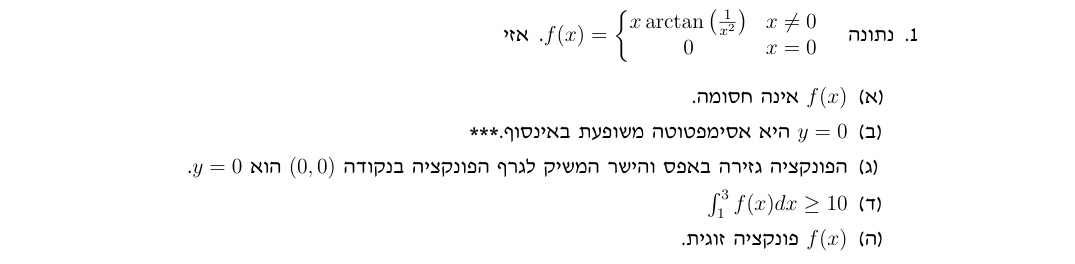 1. נתונה $f(x) = \begin{cases} x \arctan\left(\frac{1}{x^2}\right) & x \neq 0 \\ 0 & x = 0 \end{cases}$. אזי
(א) $f(x)$ אינה חסומה.
(ב) $y = 0$ היא אסימפטוטה משופעת באינסוף.***
(ג) הפונקציה גזירה באפס והישר המשיק לגרף הפונקציה בנקודה $(0,0)$ הוא $y = 0$.
(ד) $\int_1^3 f(x)dx \geq 10$
(ה) $f(x)$ פונקציה זוגית.